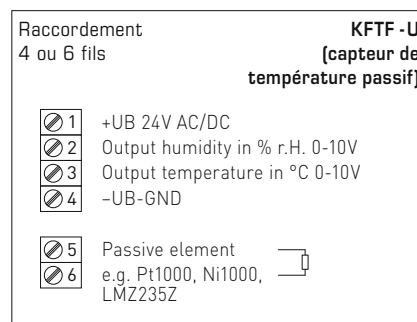 Raccordement
4 ou 6 fils
KFTF - U
(capteur de
température passif)
1 +UB 24V AC/DC
2 Output humidity in % r.H. 0-10V
3 Output temperature in °C 0-10V
4 –UB-GND
5 Passive element
6 e.g. Pt1000, Ni1000,
LMZ235Z